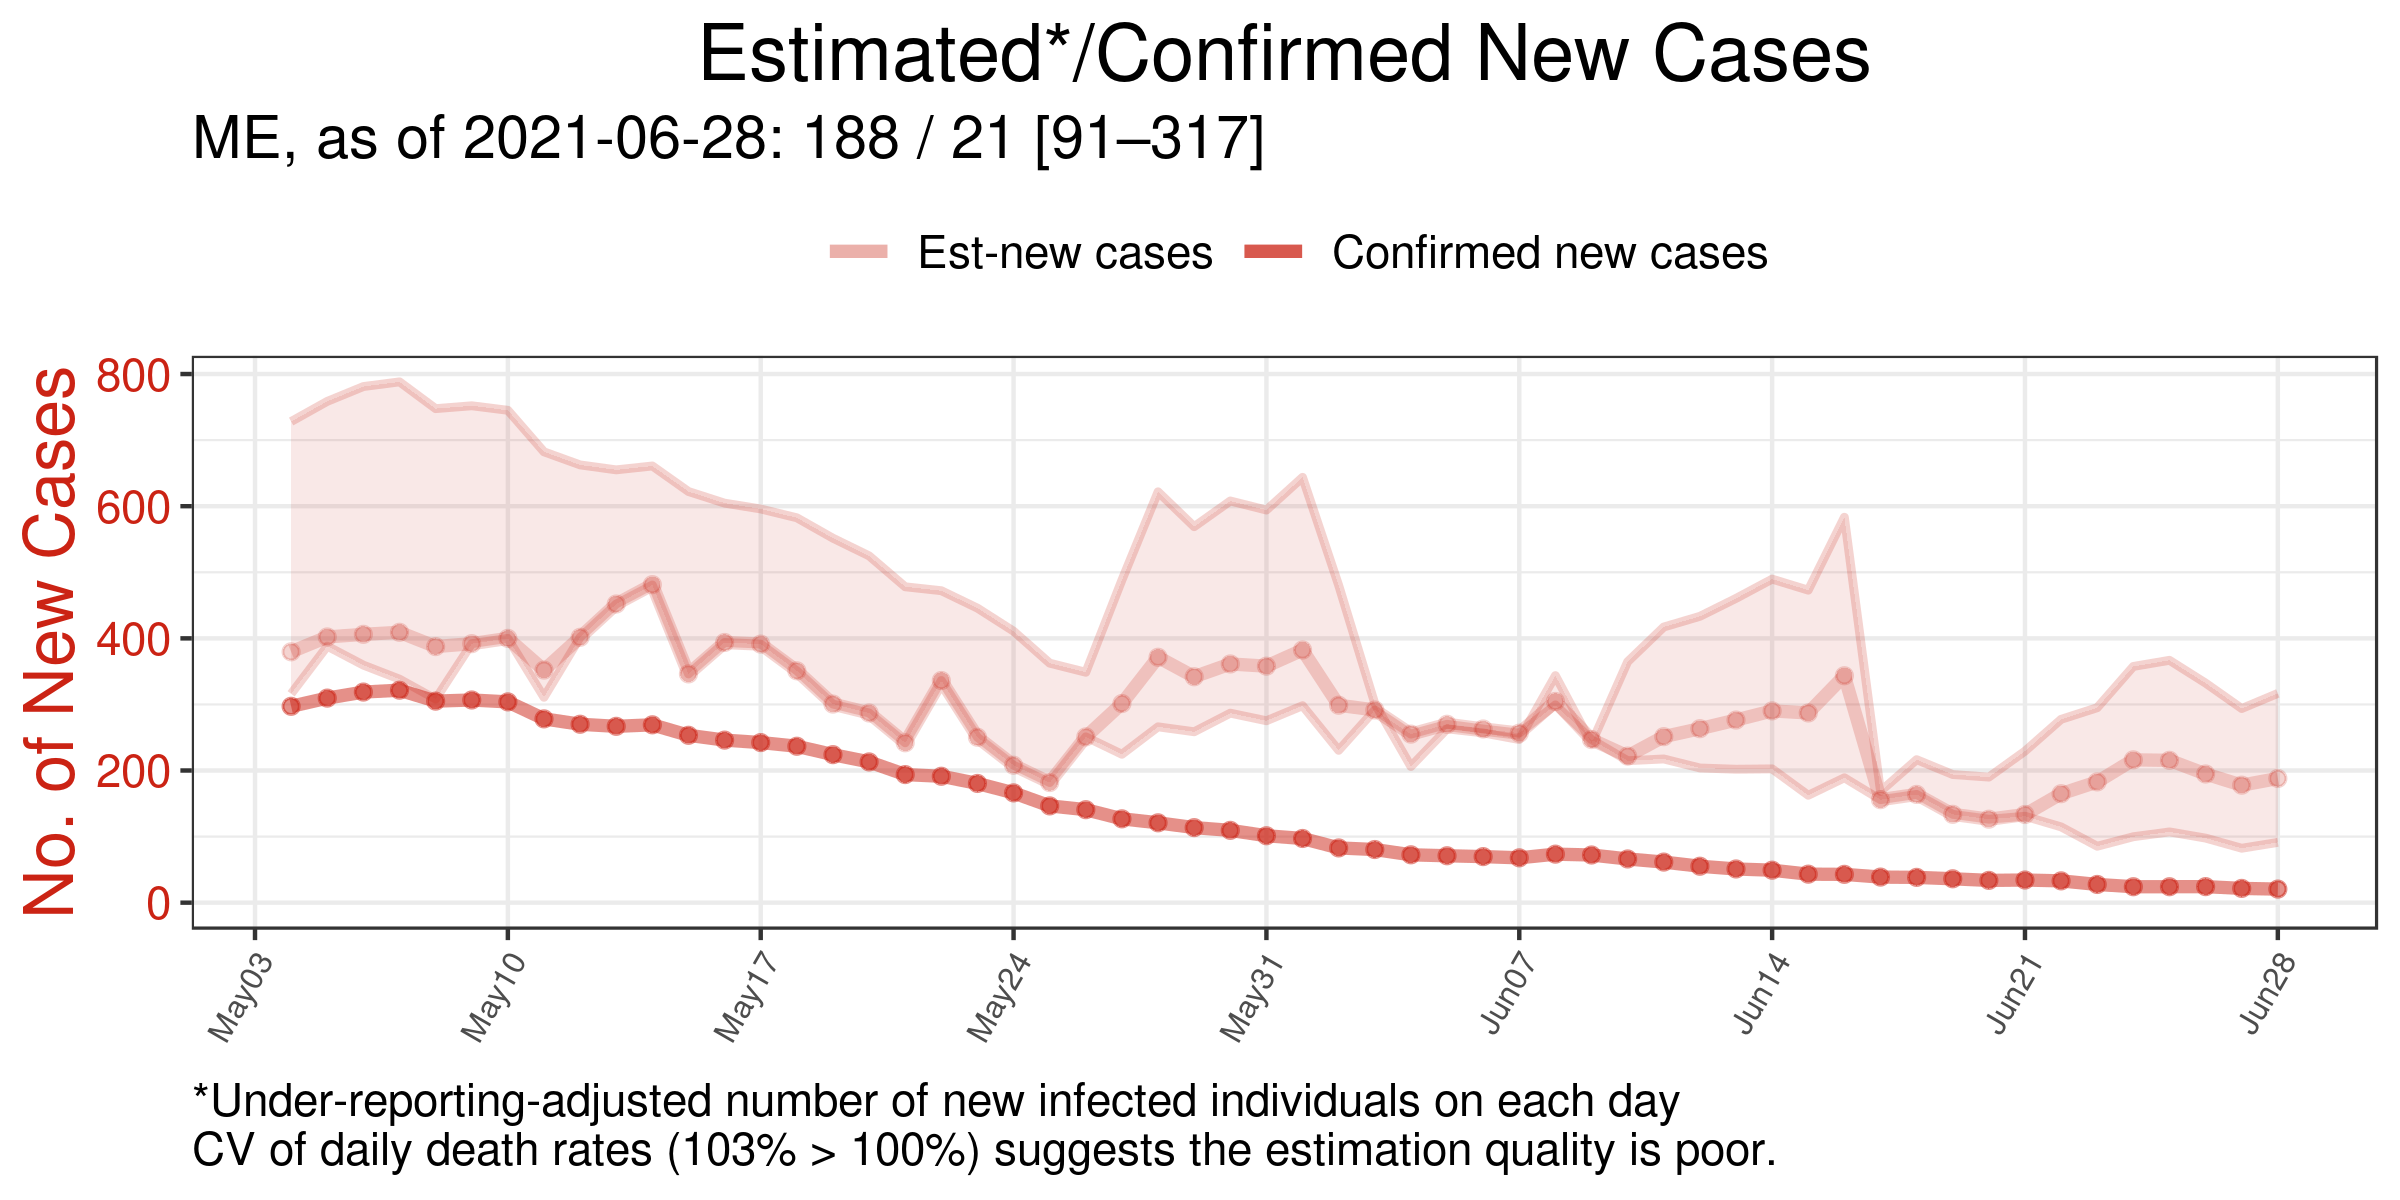 Estimated*/Confirmed New Cases
ME, as of 2021-06-28: 188 / 21 [91–317]
Est-new cases Confirmed new cases
No. of New Cases
800
600
400
200
0
May03 May10 May17 May24 May31 Jun07 Jun14 Jun21 Jun28
*Under-reporting-adjusted number of new infected individuals on each day
CV of daily death rates (103% > 100%) suggests the estimation quality is poor.